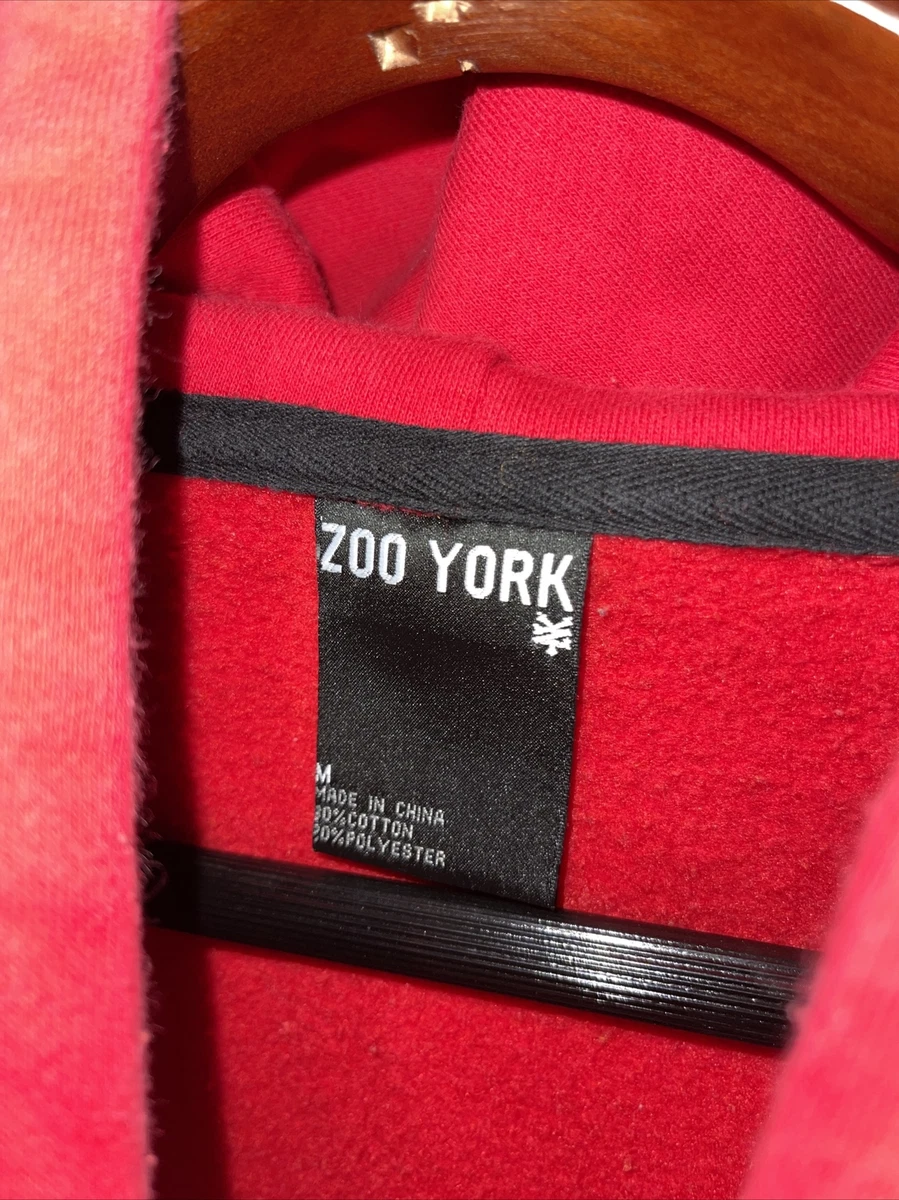 ZOO YORK
M
MADE IN CHINA
COTTON
POLYESTER